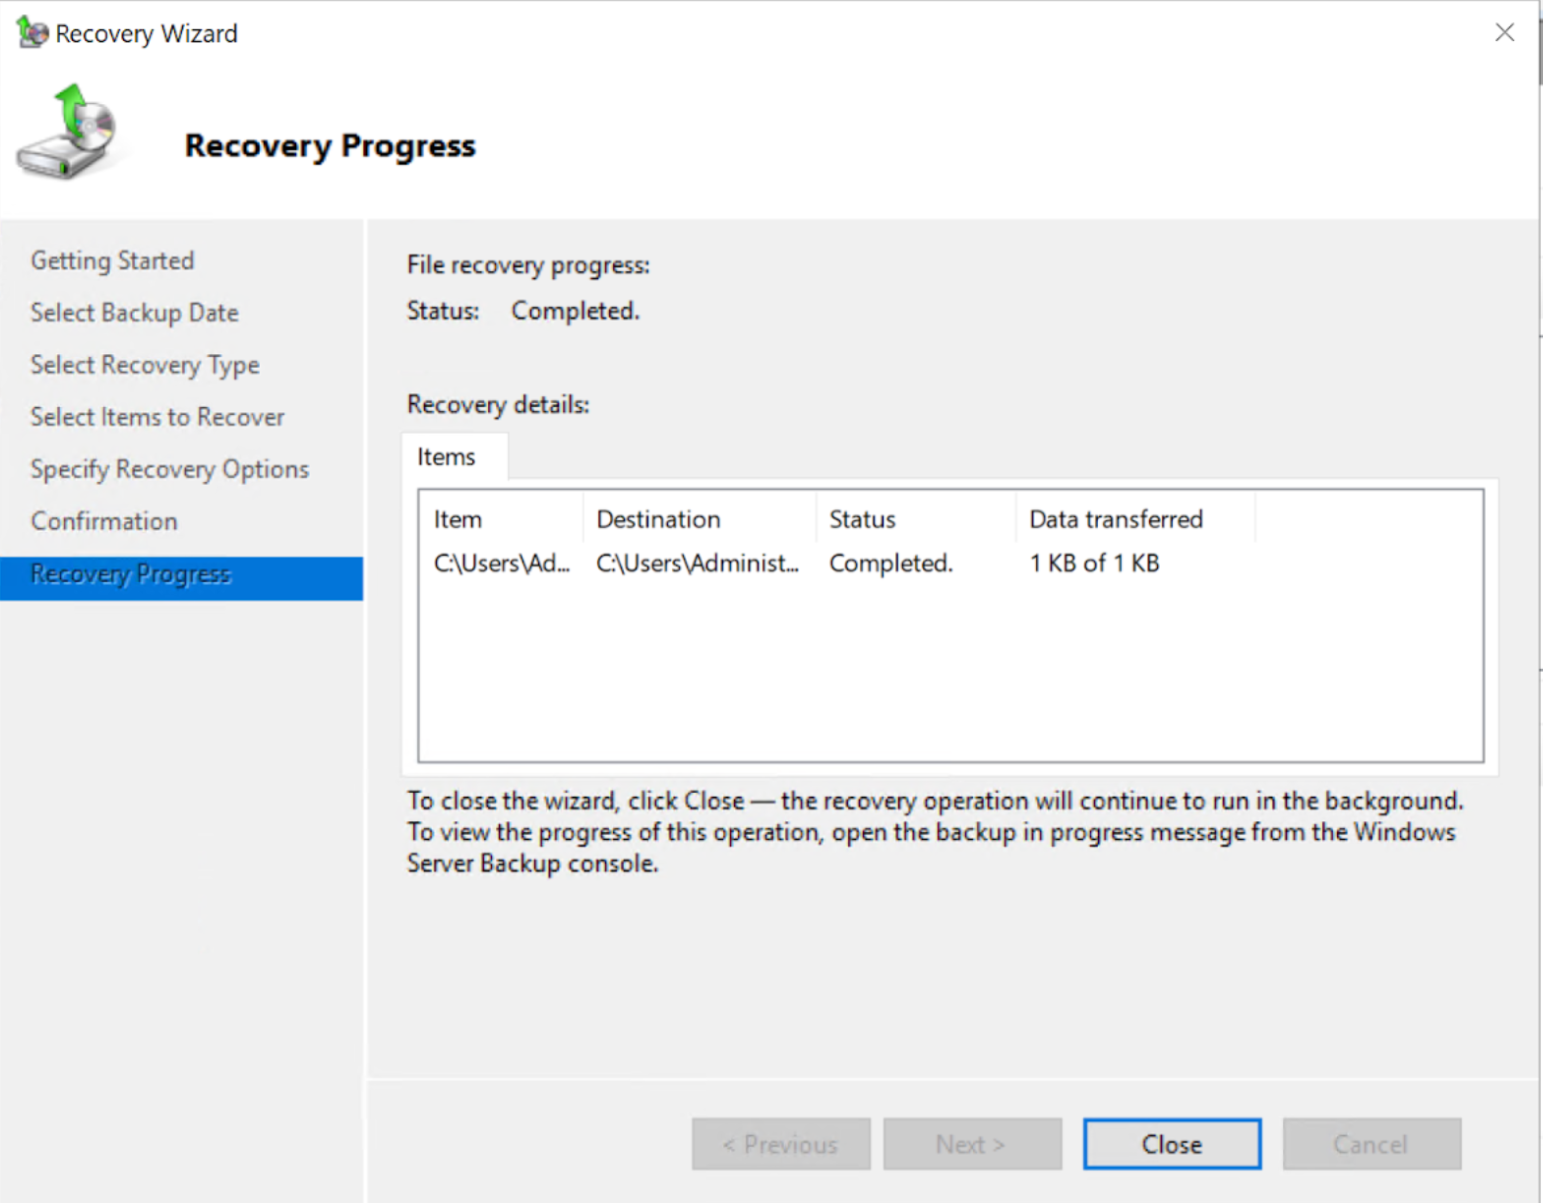 Recovery Wizard
Recovery Progress
Getting Started
Select Backup Date
Select Recovery Type
Select Items to Recover
Specify Recovery Options
Confirmation
Recovery Progress
File recovery progress:
Status: Completed.
Recovery details:
Items
Item Destination Status Data transferred
C:\Users\Ad... C:\Users\Administ... Completed. 1 KB of 1 KB
To close the wizard, click Close — the recovery operation will continue to run in the background.
To view the progress of this operation, open the backup in progress message from the Windows
Server Backup console.
< Previous Next > Close Cancel